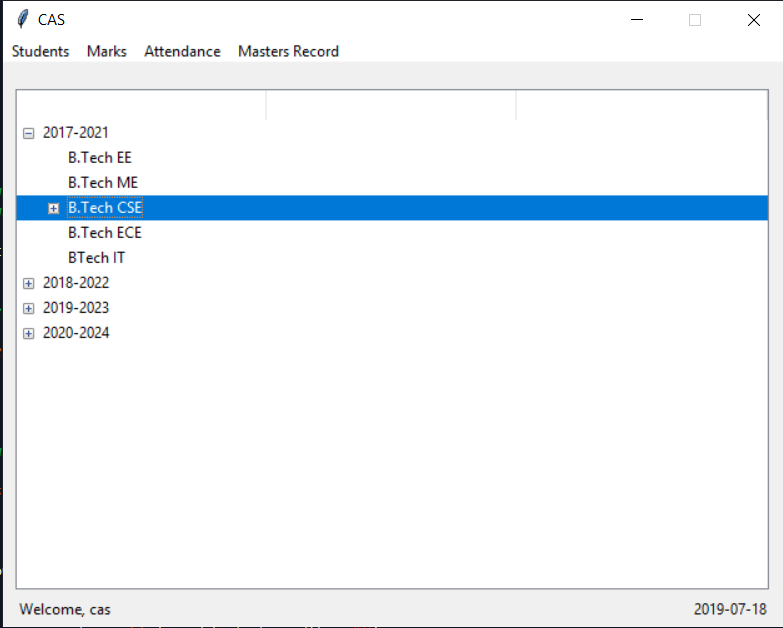 CAS
Students Marks Attendance Masters Record
2017-2021
B.Tech EE
B.Tech ME
B.Tech CSE
B.Tech ECE
BTech IT
2018-2022
2019-2023
2020-2024
Welcome, cas 2019-07-18